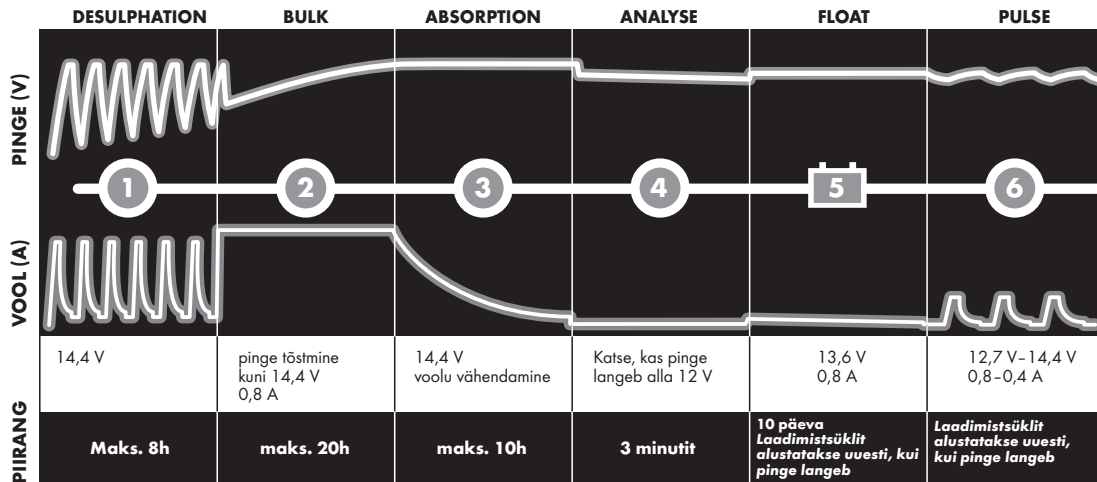 DESULPHATION
BULK
ABSORPTION
ANALYSE
FLOAT
PULSE
PINGE (V)
1
2
3
4
5
6
VOOL (A)
14,4 V
pinge tõstmine
kuni 14,4 V
0,8 A
14,4 V
voolu vähendamine
Katse, kas pinge
langeb alla 12 V
13,6 V
0,8 A
12,7 V–14,4 V
0,8–0,4 A
PIIRANG
Maks. 8h
maks. 20h
maks. 10h
3 minutit
10 päeva
Laadimistsüklit
alustatakse uuesti, kui
pinge langeb
Laadimistsüklit
alustatakse uuesti,
kui pinge langeb